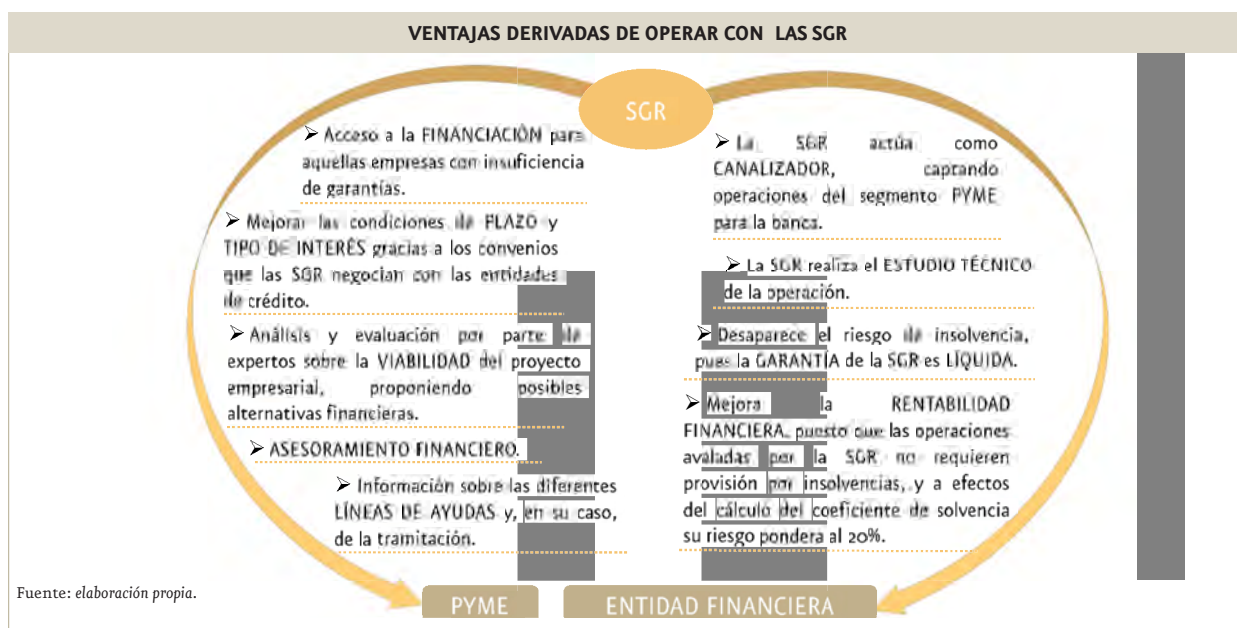 VENTAJAS DERIVADAS DE OPERAR CON LAS SGR
SGR
➢ Acceso a la FINANCIACIÓN para
aquellas empresas con insuficiencia
de garantías.
➢ Mejorar las condiciones de PLAZO y
TIPO DE INTERÉS gracias a los convenios
que las SGR negocian con las entidades
de crédito.
➢ Análisis y evaluación por parte de
expertos sobre la VIABILIDAD del proyecto
empresarial, proponiendo posibles
alternativas financieras.
➢ ASESORAMIENTO FINANCIERO.
➢ Información sobre las diferentes
LÍNEAS DE AYUDAS y, en su caso,
de la tramitación.
➢ La SGR actúa como
CANALIZADOR, captando
operaciones del segmento PYME
para la banca.
➢ La SGR realiza el ESTUDIO TÉCNICO
de la operación.
➢ Desaparece el riesgo de insolvencia,
pues la GARANTÍA de la SGR es LÍQUIDA.
➢ Mejora la RENTABILIDAD
FINANCIERA, puesto que las operaciones
avaladas por la SGR no requieren
provisión por insolvencias, y a efectos
del cálculo del coeficiente de solvencia
su riesgo pondera al 20%.
Fuente: elaboración propia.
PYME
ENTIDAD FINANCIERA